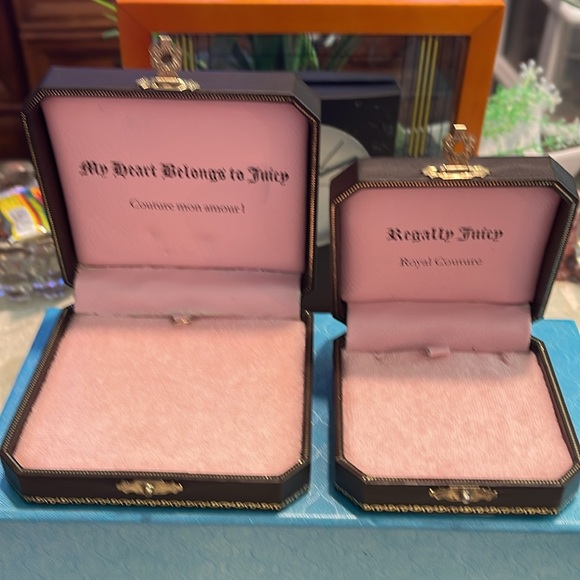 My Heart Belongs to Juicy
Couture mon amour!
Regally Juicy
Royal Couture